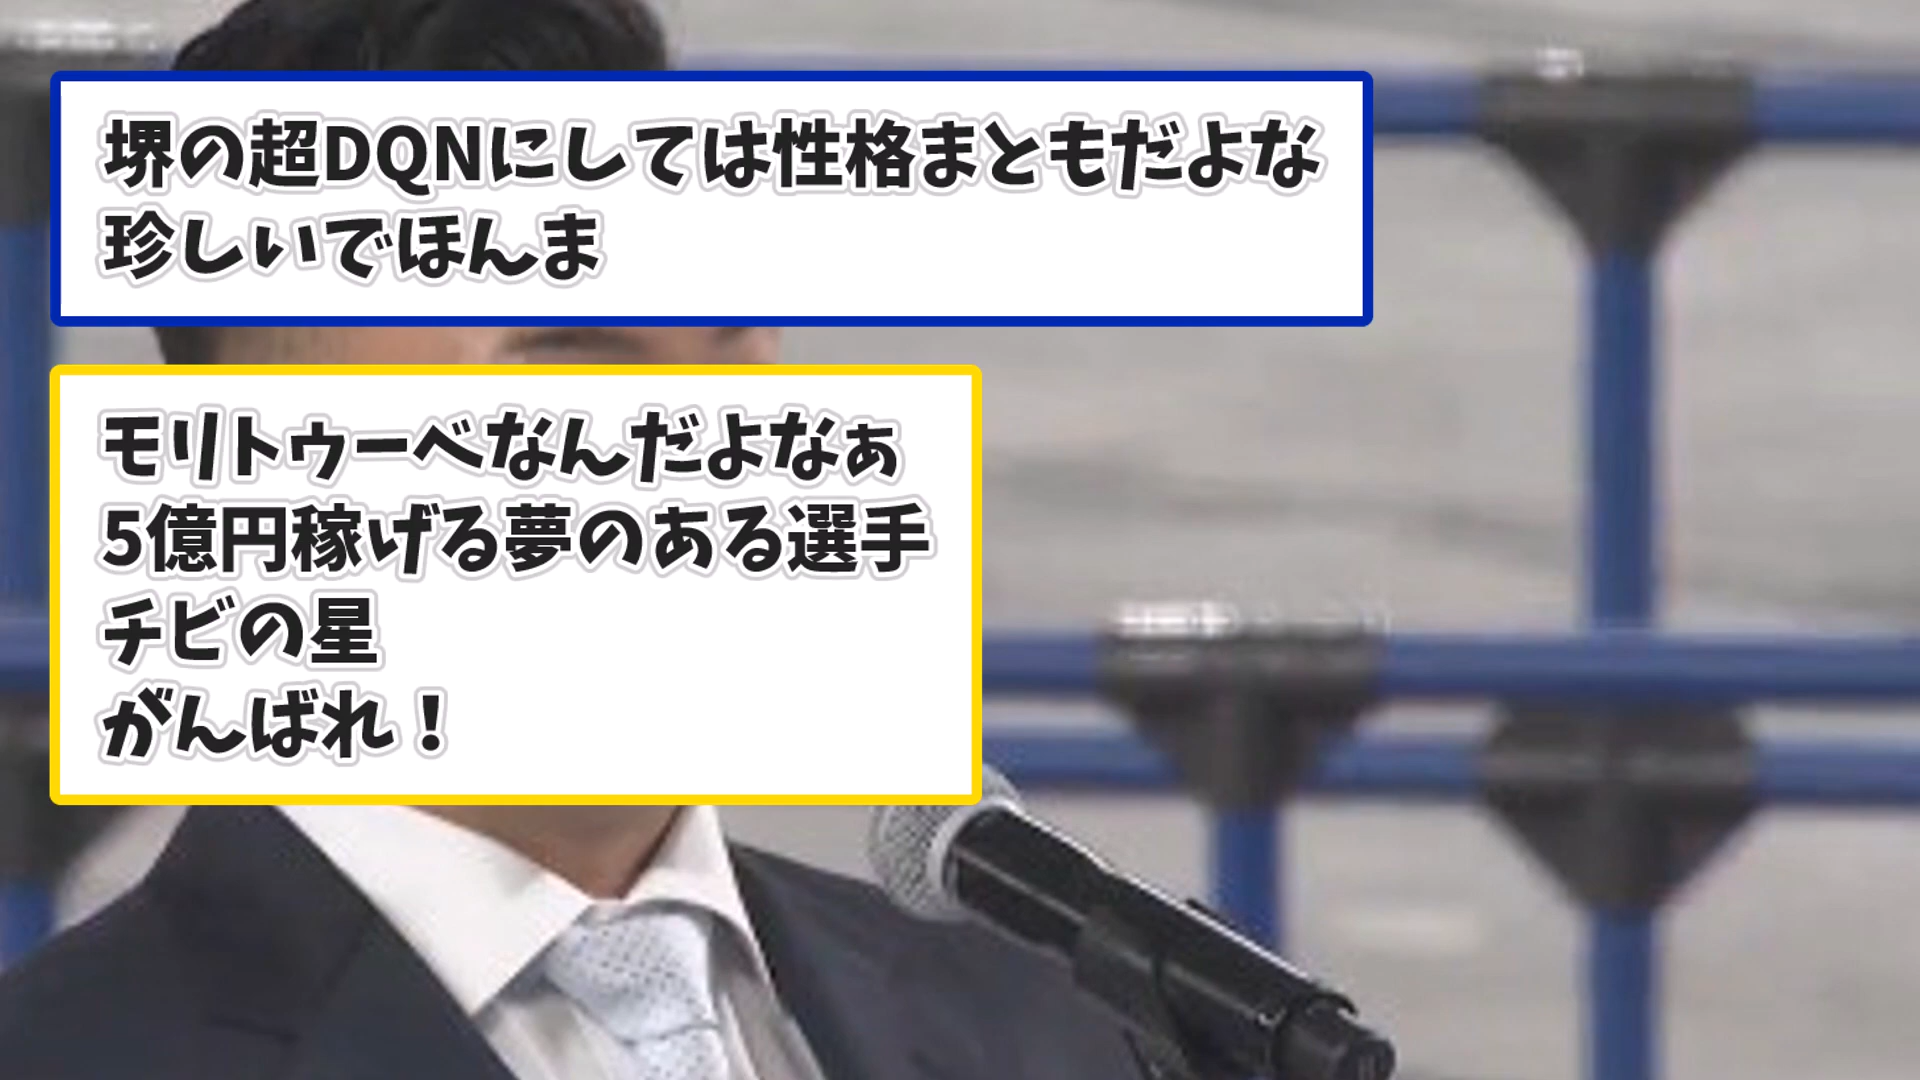 堺の超DQNにしては性格まともだよな
珍しいでほんま
モリトゥーベなんだよなぁ
5億円稼げる夢のある選手
チビの星
がんばれ！